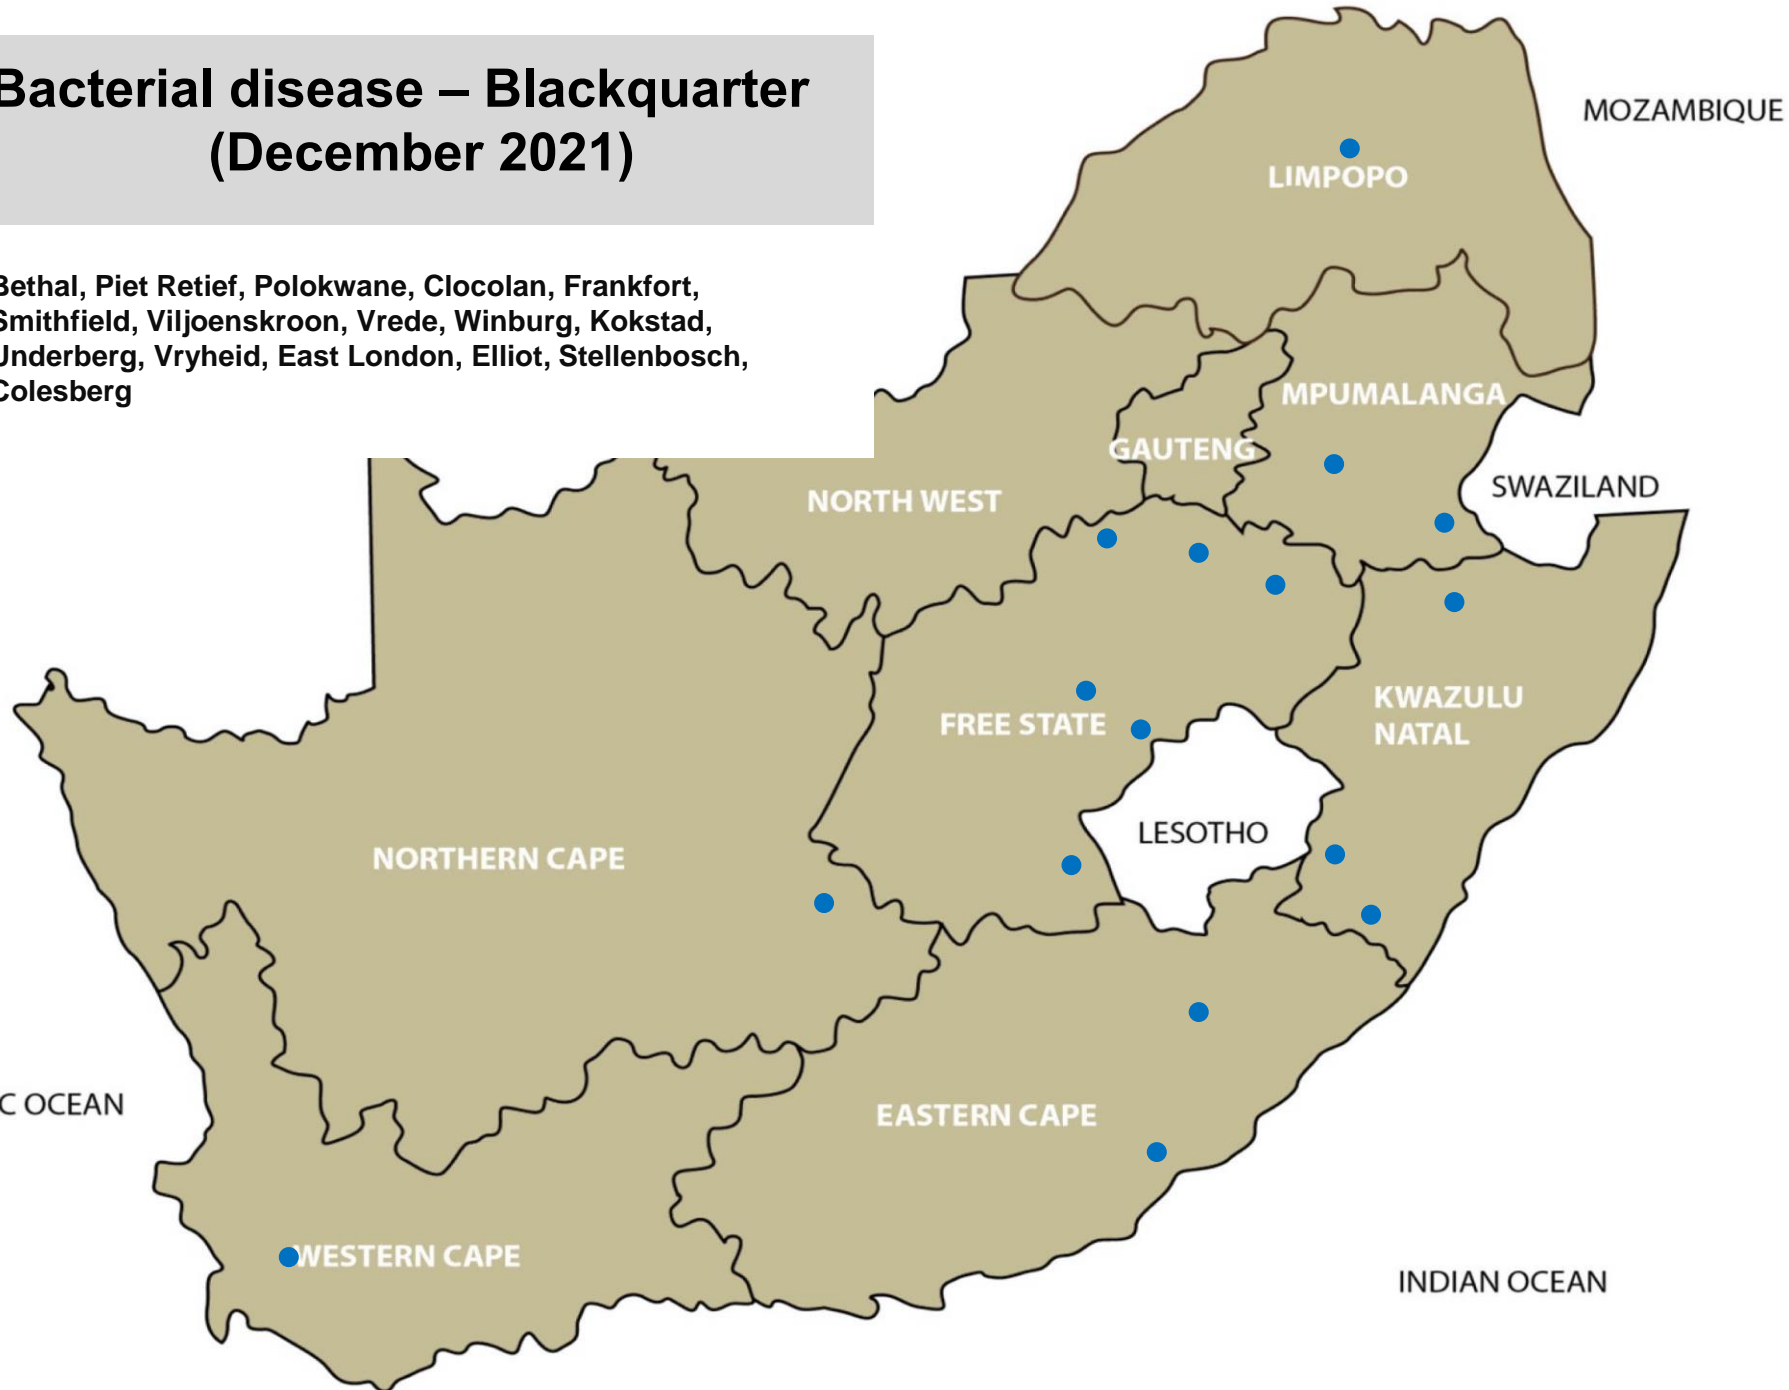 Bacterial disease – Blackquarter
(December 2021)
Bethal, Piet Retief, Polokwane, Clocolan, Frankfort,
Smithfield, Viljoenskroon, Vrede, Winburg, Kokstad,
Underberg, Vryheid, East London, Elliot, Stellenbosch,
Colesberg
MOZAMBIQUE
LIMPOPO
MPUMALANGA
GAUTENG
SWAZILAND
NORTH WEST
KWAZULU
NATAL
FREE STATE
LESOTHO
NORTHERN CAPE
C OCEAN
EASTERN CAPE
WESTERN CAPE
INDIAN OCEAN